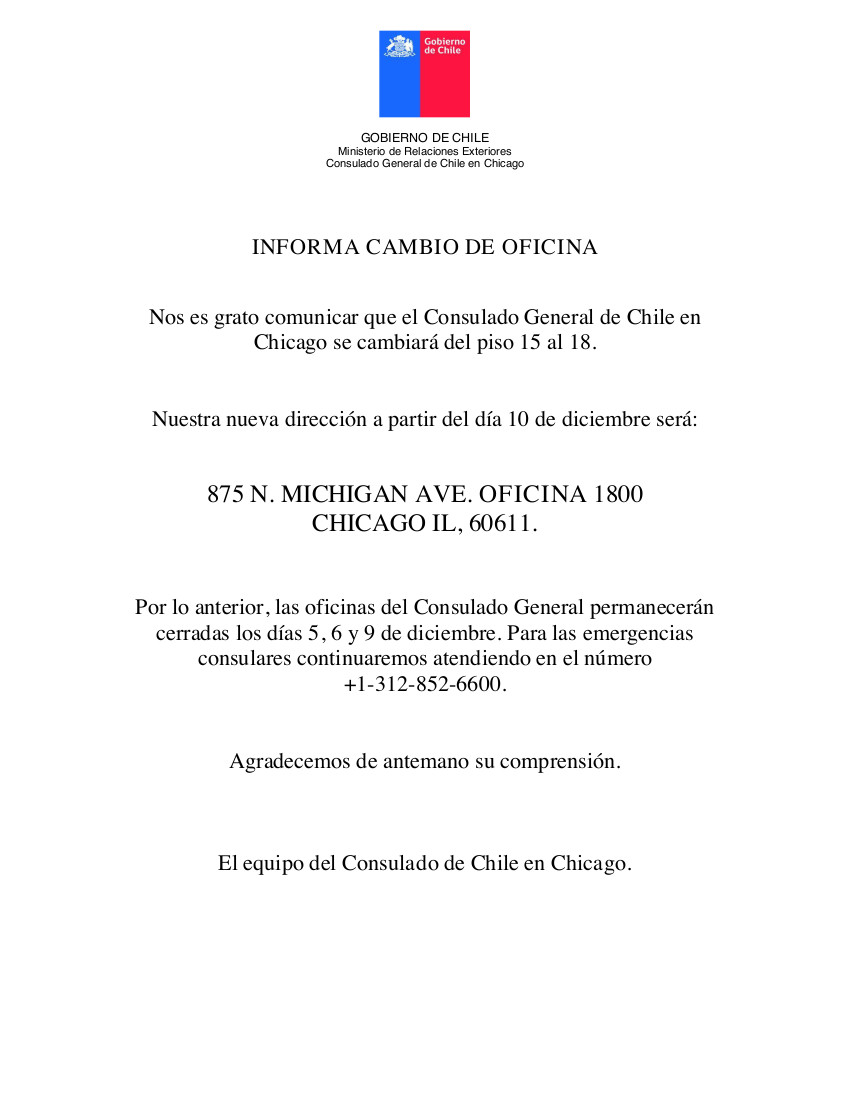 Gobierno
de Chile
GOBIERNO DE CHILE
Ministerio de Relaciones Exteriores
Consulado General de Chile en Chicago
INFORMA CAMBIO DE OFICINA
Nos es grato comunicar que el Consulado General de Chile en
Chicago se cambiará del piso 15 al 18.
Nuestra nueva dirección a partir del día 10 de diciembre será:
875 N. MICHIGAN AVE. OFICINA 1800
CHICAGO IL, 60611.
Por lo anterior, las oficinas del Consulado General permanecerán
cerradas los días 5, 6 y 9 de diciembre. Para las emergencias
consulares continuaremos atendiendo en el número
+1-312-852-6600.
Agradecemos de antemano su comprensión.
El equipo del Consulado de Chile en Chicago.